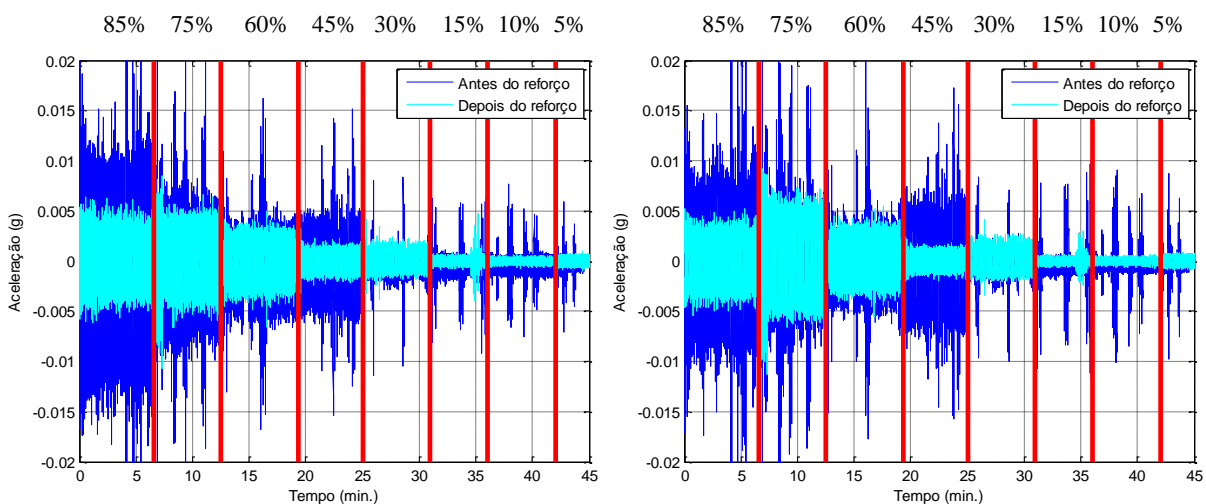 85% 75% 60% 45% 30% 15% 10% 5%
0.02
0.015
0.01
0.005
0
-0.005
-0.01
-0.015
-0.02
Aceleração (g)
Antes do reforço
Depois do reforço
0 5 10 15 20 25 30 35 40 45
Tempo (min.)
85% 75% 60% 45% 30% 15% 10% 5%
0.02
0.015
0.01
0.005
0
-0.005
-0.01
-0.015
-0.02
Aceleração (g)
Antes do reforço
Depois do reforço
0 5 10 15 20 25 30 35 40 45
Tempo (min.)